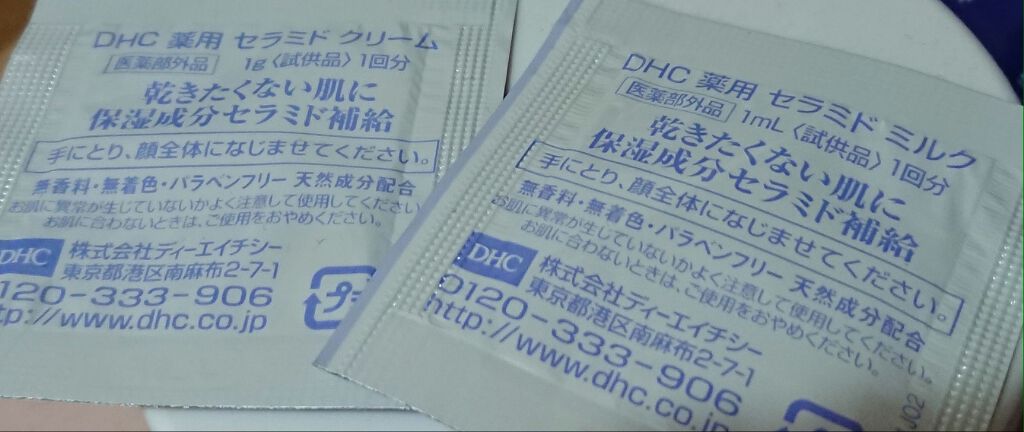 DHC 薬用 セラミド クリーム
医薬部外品 1g〈試供品〉1回分
乾きたくない肌に
保湿成分セラミド補給
手にとり、顔全体になじませてください。
無香料・無着色・パラベンフリー 天然成分配合
お肌に異常が生じていないかよく注意して使用してください
お肌に合わないときは、ご使用をおやめください。
DHC 株式会社ディーエイチシー
東京都港区南麻布2-7-1
120-333-906
tp://www.dhc.co.jp
プラ
DHC 薬用 セラミド ミルク
医薬部外品 1mL〈試供品〉1回分
乾きたくない肌に
保湿成分セラミド補給
手にとり、顔全体になじませてください。
無香料・無着色・パラベンフリー 天然成分配合
お肌に異常が生じていないかよく注意して使用してください。
お肌に合わないときは、ご使用をおやめください。
DHC 株式会社ディーエイチシー
東京都港区南麻布2-7-1
0120-333-906
http://www.dhc.co.jp
J02